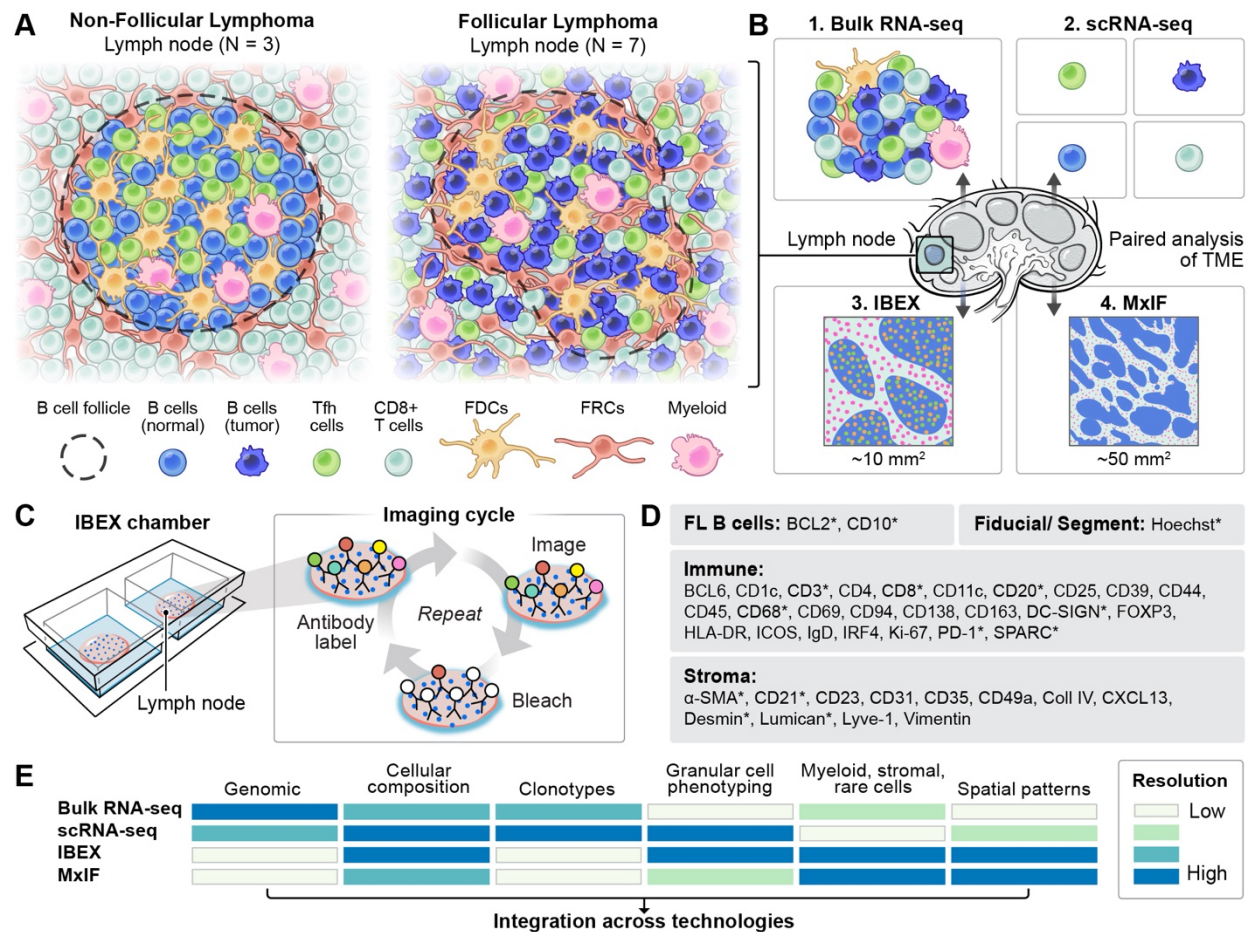 A
Non-Follicular Lymphoma
Lymph node (N = 3)
Follicular Lymphoma
Lymph node (N = 7)
B cell follicle
B cells
(normal)
B cells
(tumor)
Tfh
cells
CD8+
T cells
FDCs
FRCs
Myeloid
B
1. Bulk RNA-seq
2. scRNA-seq
Lymph node
Paired analysis
of TME
3. IBEX
4. MxIF
~10 mm²
~50 mm²
C
IBEX chamber
Lymph node
Imaging cycle
Image
Antibody
label
Repeat
Bleach
D
FL B cells: BCL2*, CD10*
Fiducial/ Segment: Hoechst*
Immune:
BCL6, CD1c, CD3*, CD4, CD8*, CD11c, CD20*, CD25, CD39, CD44,
CD45, CD68*, CD69, CD94, CD138, CD163, DC-SIGN*, FOXP3,
HLA-DR, ICOS, IgD, IRF4, Ki-67, PD-1*, SPARC*
Stroma:
α-SMA*, CD21*, CD23, CD31, CD35, CD49a, Coll IV, CXCL13,
Desmin*, Lumican*, Lyve-1, Vimentin
E
Genomic
Cellular
composition
Clonotypes
Granular cell
phenotyping
Myeloid, stromal,
rare cells
Spatial patterns
Bulk RNA-seq
scRNA-seq
IBEX
MxIF
Resolution
Low
High
Integration across technologies